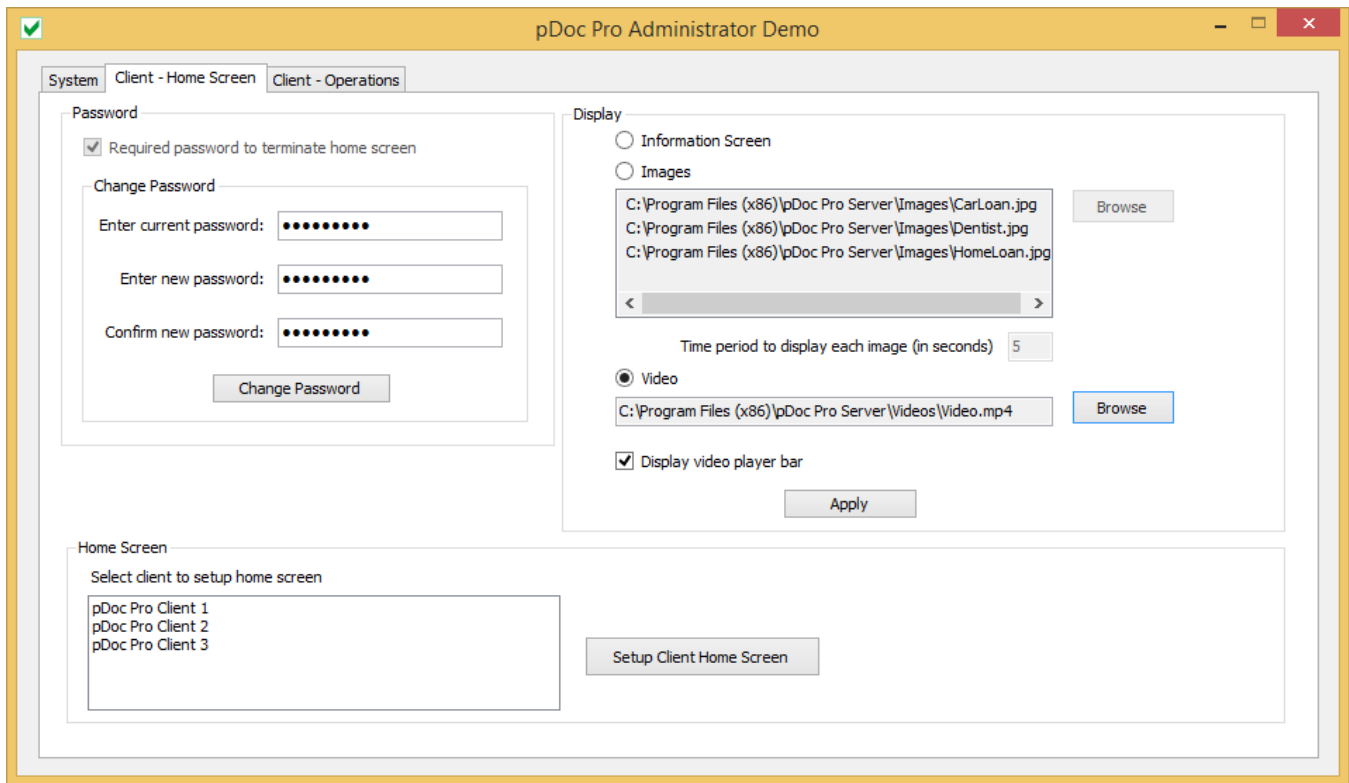 pDoc Pro Administrator Demo
System
Client - Home Screen
Client - Operations
Password
Required password to terminate home screen
Change Password
Enter current password:
Enter new password:
Confirm new password:
Change Password
Display
Information Screen
Images
C:\Program Files (x86)\pDoc Pro Server\Images\CarLoan.jpg
C:\Program Files (x86)\pDoc Pro Server\Images\Dentist.jpg
C:\Program Files (x86)\pDoc Pro Server\Images\HomeLoan.jpg
Browse
Time period to display each image (in seconds) 5
Video
C:\Program Files (x86)\pDoc Pro Server\Videos\Video.mp4
Browse
Display video player bar
Apply
Home Screen
Select client to setup home screen
pDoc Pro Client 1
pDoc Pro Client 2
pDoc Pro Client 3
Setup Client Home Screen